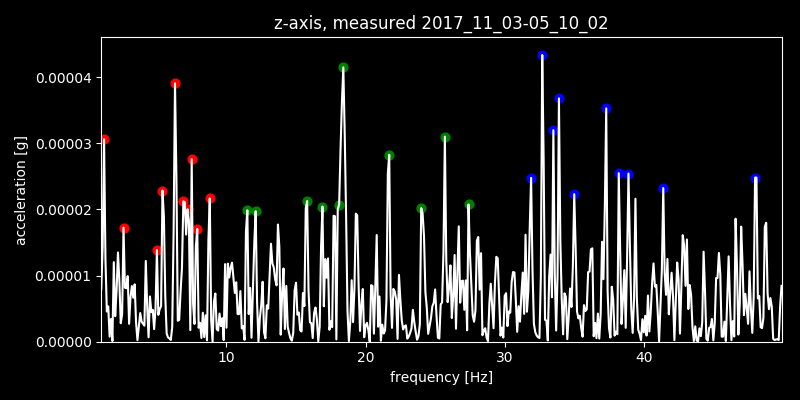 z-axis, measured 2017_11_03-05_10_02
0.00004
0.00003
0.00002
0.00001
0.00000
acceleration [g]
10 20 30 40
frequency [Hz]